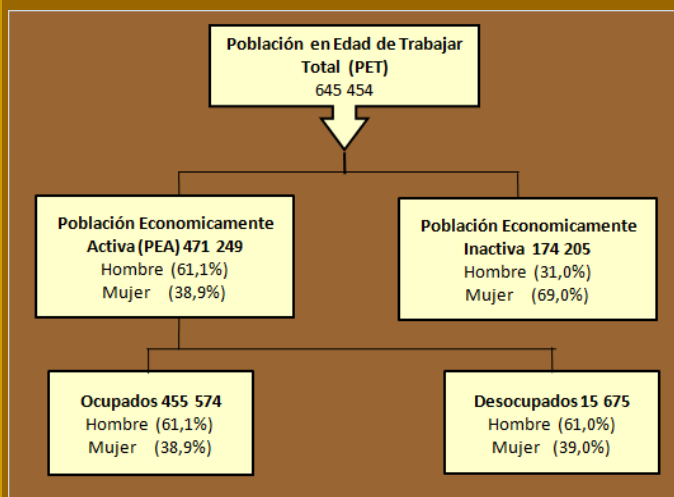 Población en Edad de Trabajar
Total (PET)
645 454
Población Economicamente
Activa (PEA) 471 249
Hombre (61,1%)
Mujer (38,9%)
Población Economicamente
Inactiva 174 205
Hombre (31,0%)
Mujer (69,0%)
Ocupados 455 574
Hombre (61,1%)
Mujer (38,9%)
Desocupados 15 675
Hombre (61,0%)
Mujer (39,0%)